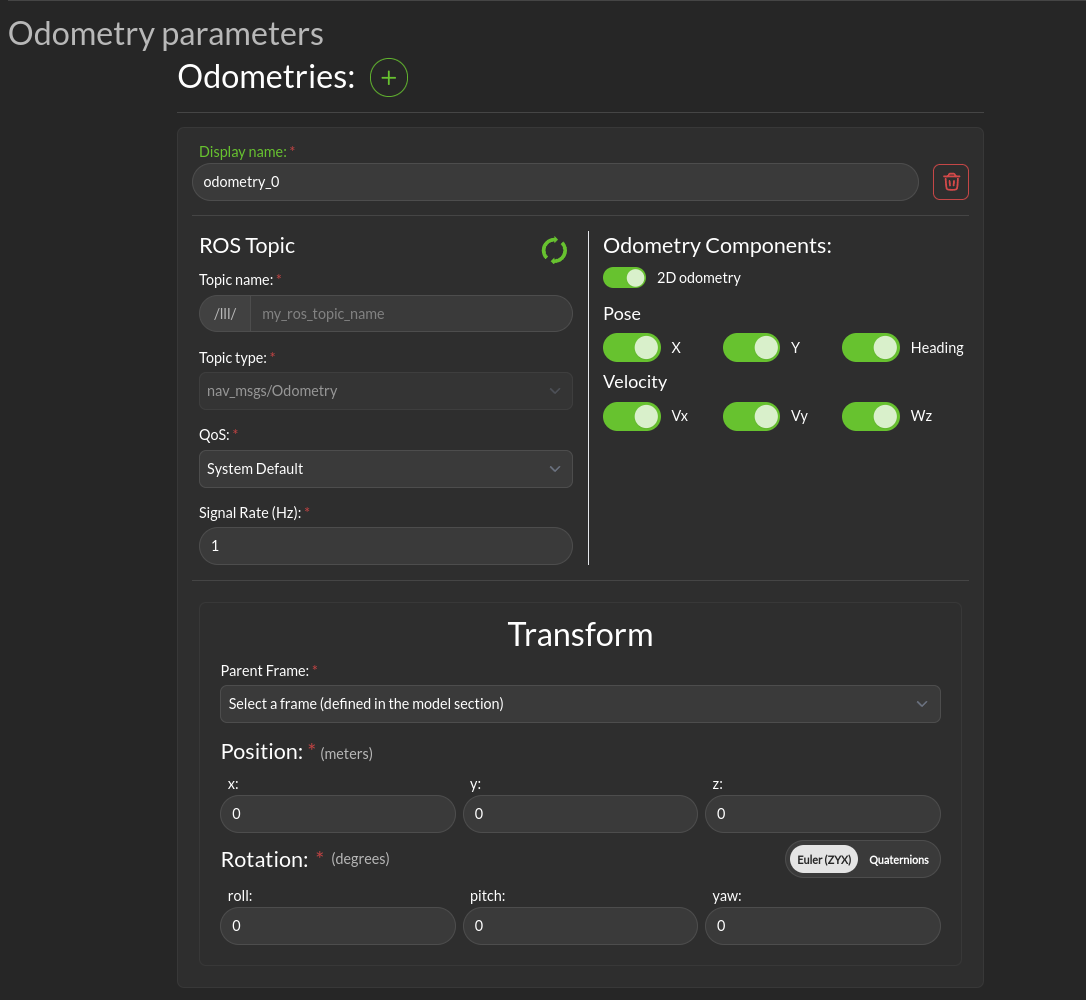 Odometry parameters
Odometries:
Display name: *
odometry_0
ROS Topic
Topic name: *
/lll/ my_ros_topic_name
Topic type: *
nav_msgs/Odometry
QoS: *
System Default
Signal Rate (Hz): *
1
Odometry Components:
2D odometry
Pose
X Y Heading
Velocity
Vx Vy Wz
Transform
Parent Frame: *
Select a frame (defined in the model section)
Position: * (meters)
x: y: z:
0 0 0
Rotation: * (degrees) Euler (ZYX) Quaternions
roll: pitch: yaw:
0 0 0